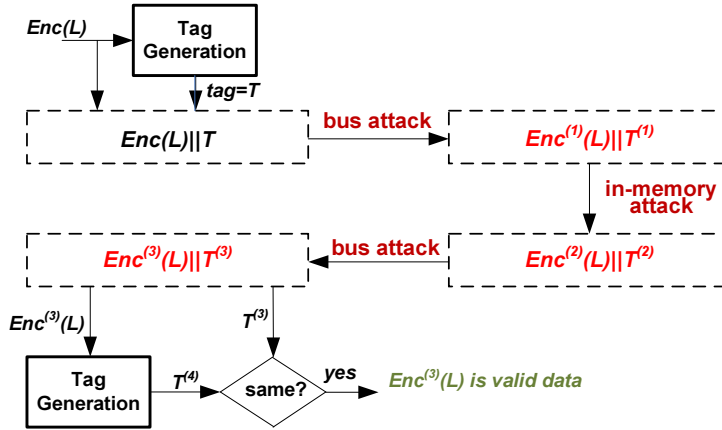 Enc(L)
Tag
Generation
tag=T
Enc(L)||T
bus attack
Enc^(1)(L)||T^(1)
in-memory
attack
Enc^(3)(L)||T^(3)
bus attack
Enc^(2)(L)||T^(2)
Enc^(3)(L)
T^(3)
Tag
Generation
T^(4)
same?
yes
Enc^(3)(L) is valid data